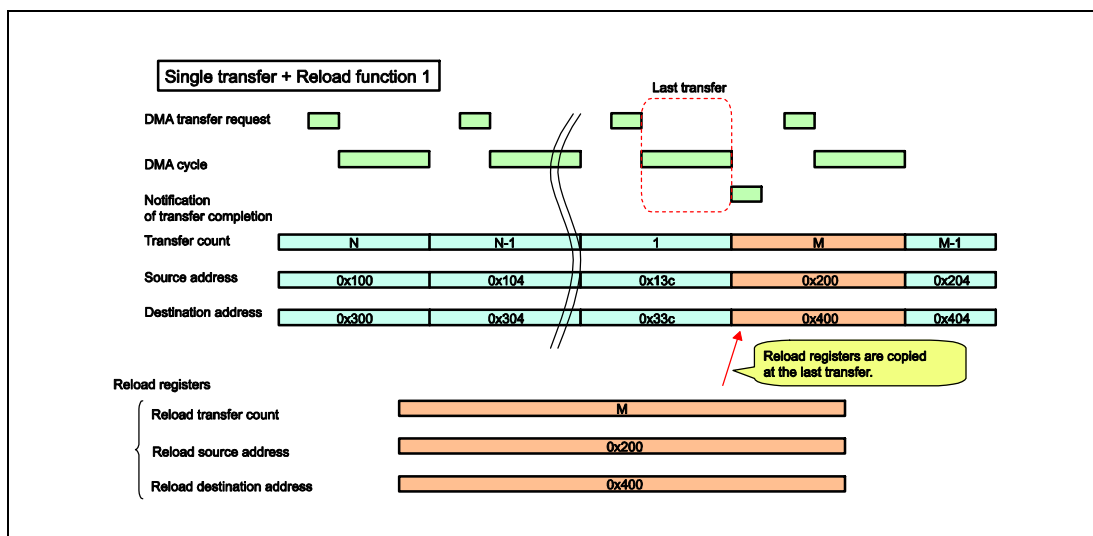 Single transfer + Reload function 1
Last transfer
DMA transfer request
DMA cycle
Notification
of transfer completion
Transfer count
N
N-1
1
M
M-1
Source address
0x100
0x104
0x13c
0x200
0x204
Destination address
0x300
0x304
0x33c
0x400
0x404
Reload registers are copied
at the last transfer.
Reload registers
Reload transfer count
M
Reload source address
0x200
Reload destination address
0x400